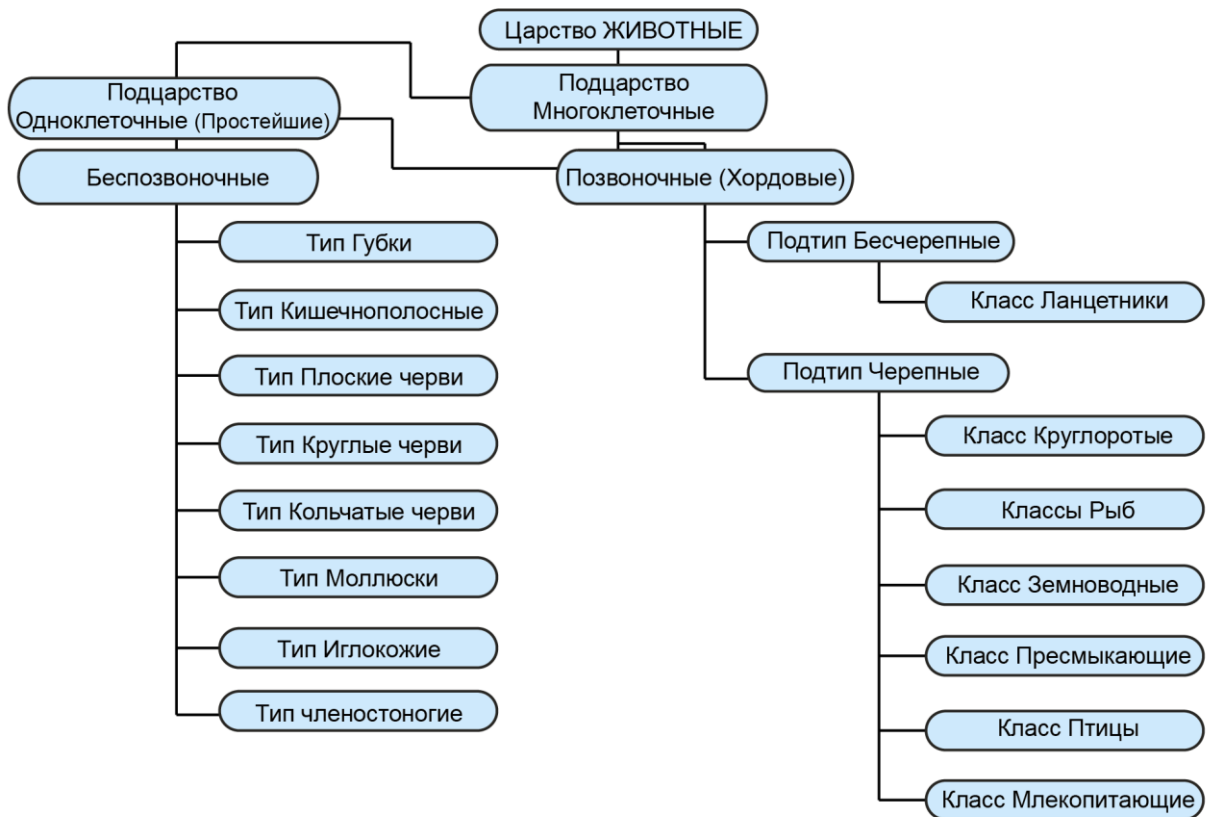 Царство ЖИВОТНЫЕ
Подцарство
Одноклеточные (Простейшие)
Подцарство
Многоклеточные
Беспозвоночные
Позвоночные (Хордовые)
Тип Губки
Тип Кишечнополосные
Тип Плоские черви
Тип Круглые черви
Тип Кольчатые черви
Тип Моллюски
Тип Иглокожие
Тип членостоногие
Подтип Бесчерепные
Класс Ланцетники
Подтип Черепные
Класс Круглоротые
Классы Рыб
Класс Земноводные
Класс Пресмыкающие
Класс Птицы
Класс Млекопитающие